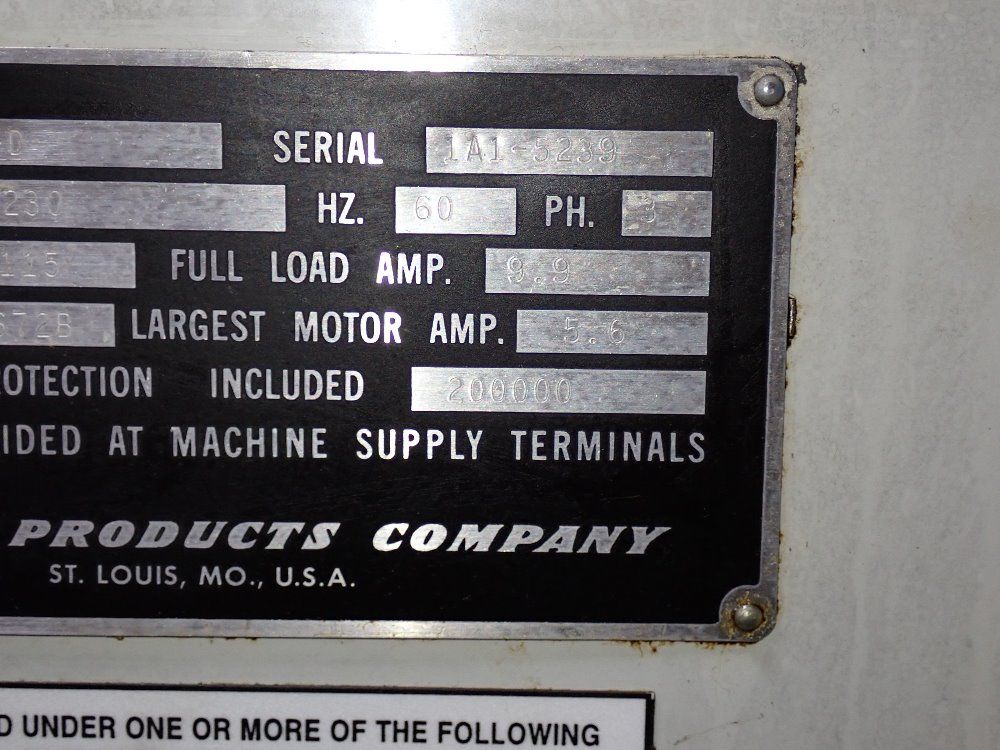 D SERIAL 1A1-5239
230 HZ. 60 PH. 3
115 FULL LOAD AMP. 9.9
672B LARGEST MOTOR AMP. 5.6
OTECTION INCLUDED 200000
IDED AT MACHINE SUPPLY TERMINALS
PRODUCTS COMPANY
ST. LOUIS, MO., U.S.A.
D UNDER ONE OR MORE OF THE FOLLOWING